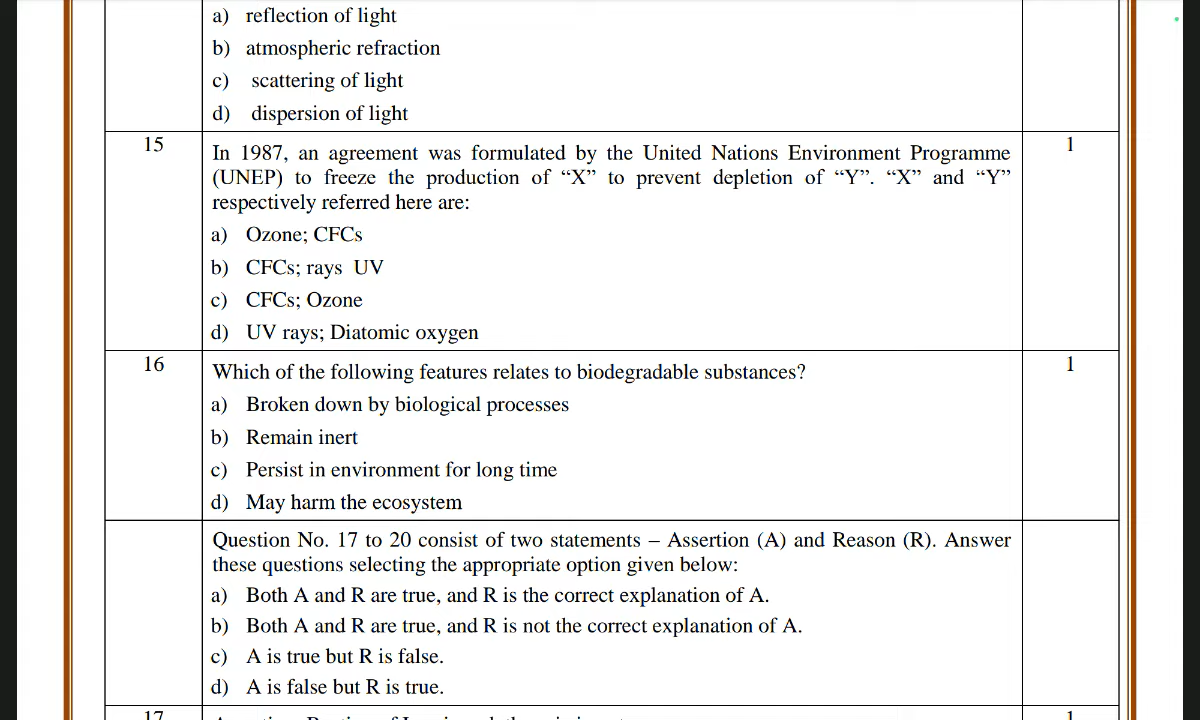 a) reflection of light
b) atmospheric refraction
c) scattering of light
d) dispersion of light
15
In 1987, an agreement was formulated by the United Nations Environment Programme
(UNEP) to freeze the production of “X” to prevent depletion of “Y”. “X” and “Y”
respectively referred here are:
1
a) Ozone; CFCs
b) CFCs; rays UV
c) CFCs; Ozone
d) UV rays; Diatomic oxygen
16
Which of the following features relates to biodegradable substances?
1
a) Broken down by biological processes
b) Remain inert
c) Persist in environment for long time
d) May harm the ecosystem
Question No. 17 to 20 consist of two statements – Assertion (A) and Reason (R). Answer
these questions selecting the appropriate option given below:
a) Both A and R are true, and R is the correct explanation of A.
b) Both A and R are true, and R is not the correct explanation of A.
c) A is true but R is false.
d) A is false but R is true.
17
1